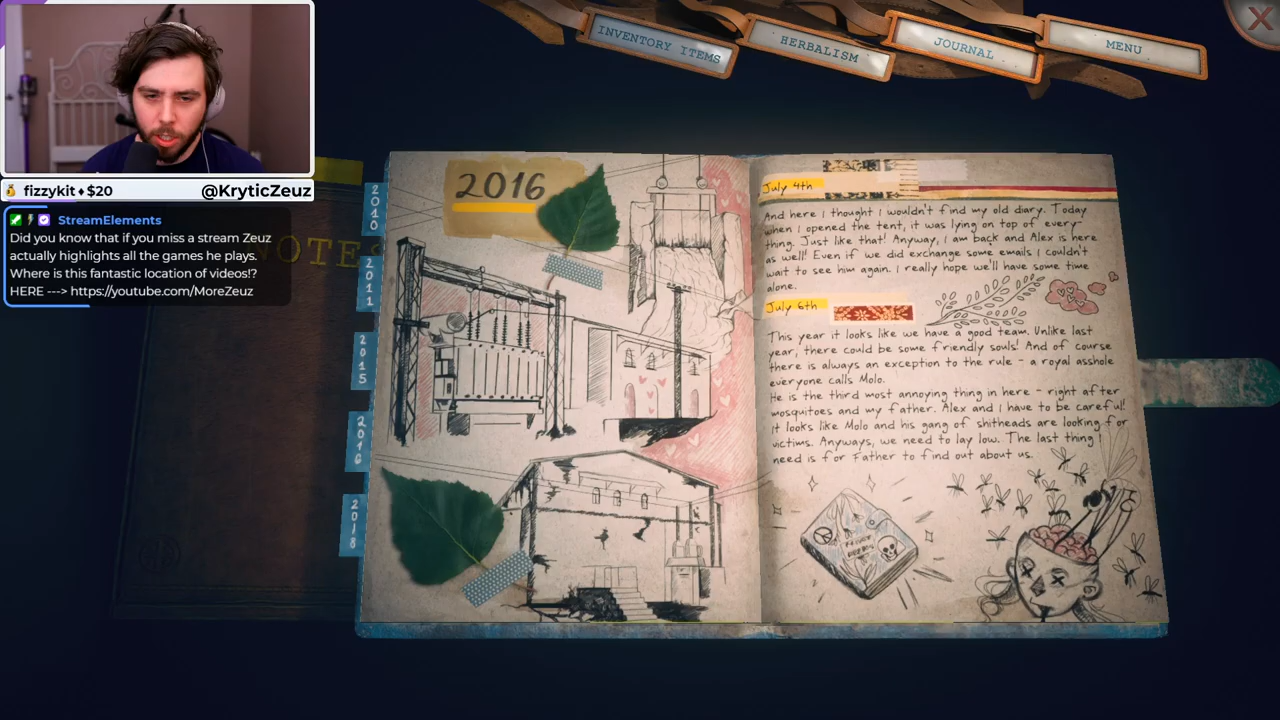 INVENTORY ITEMS
HERBALISM
JOURNAL
MENU
X
fizzykit ♦ $20
@KryticZeuz
StreamElements
Did you know that if you miss a stream Zeuz
actually highlights all the games he plays.
Where is this fantastic location of videos!?
HERE ---> https://youtube.com/MoreZeuz
NOTES
2010
2011
2015
2016
2018
2016
July 4th
And here I thought I wouldn't find my old diary. Today
when I opened the tent, it was lying on top of every
thing. Just like that! Anyway, I am back and Alex is here
as well! Even if we did exchange some emails I couldn't
wait to see him again. I really hope we'll have some time
alone.
July 6th
This year it looks like we have a good team. Unlike last
year, there could be some friendly souls! And of course
there is always an exception to the rule - a royal asshole
everyone calls Molo.
He is the third most annoying thing in here - right after
mosquitoes and my father. Alex and I have to be careful!
It looks like Molo and his gang of shitheads are looking for
victims. Anyways, we need to lay low. The last thing I
need is for Father to find out about us.